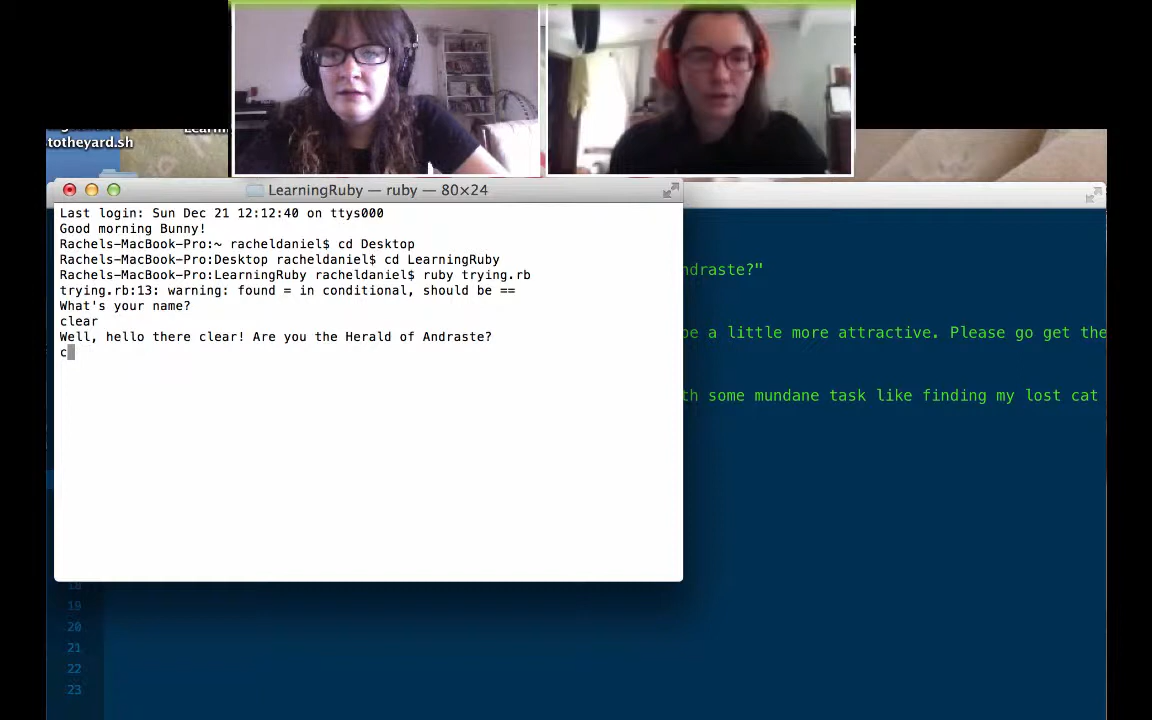 Learni
totheyard.sh
LearningRuby — ruby — 80×24
Last login: Sun Dec 21 12:12:40 on ttys000
Good morning Bunny!
Rachels-MacBook-Pro:~ racheldaniel$ cd Desktop
Rachels-MacBook-Pro:Desktop racheldaniel$ cd LearningRuby
Rachels-MacBook-Pro:LearningRuby racheldaniel$ ruby trying.rb
trying.rb:13: warning: found = in conditional, should be ==
What's your name?
clear
Well, hello there clear! Are you the Herald of Andraste?
c
ndraste?"
be a little more attractive. Please go get the
th some mundane task like finding my lost cat
18
19
20
21
22
23